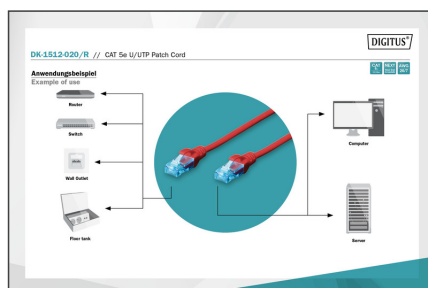 DIGITUS®
DK-1512-020/R // CAT 5e U/UTP Patch Cord
Anwendungsbeispiel
Example of use
Router
Switch
Wall Outlet
Floor tank
Computer
Server